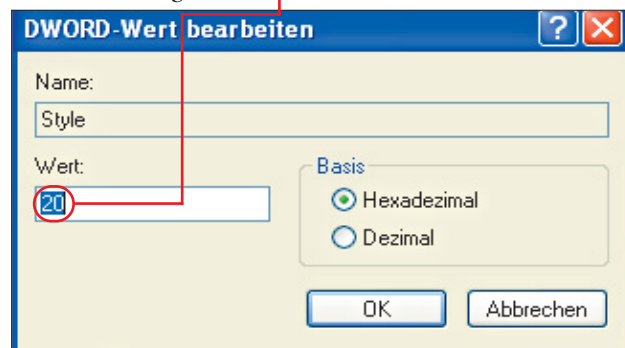 DWORD-Wert bearbeiten
Name:
Style
Wert:
20
Basis
Hexadezimal
Dezimal
OK
Abbrechen